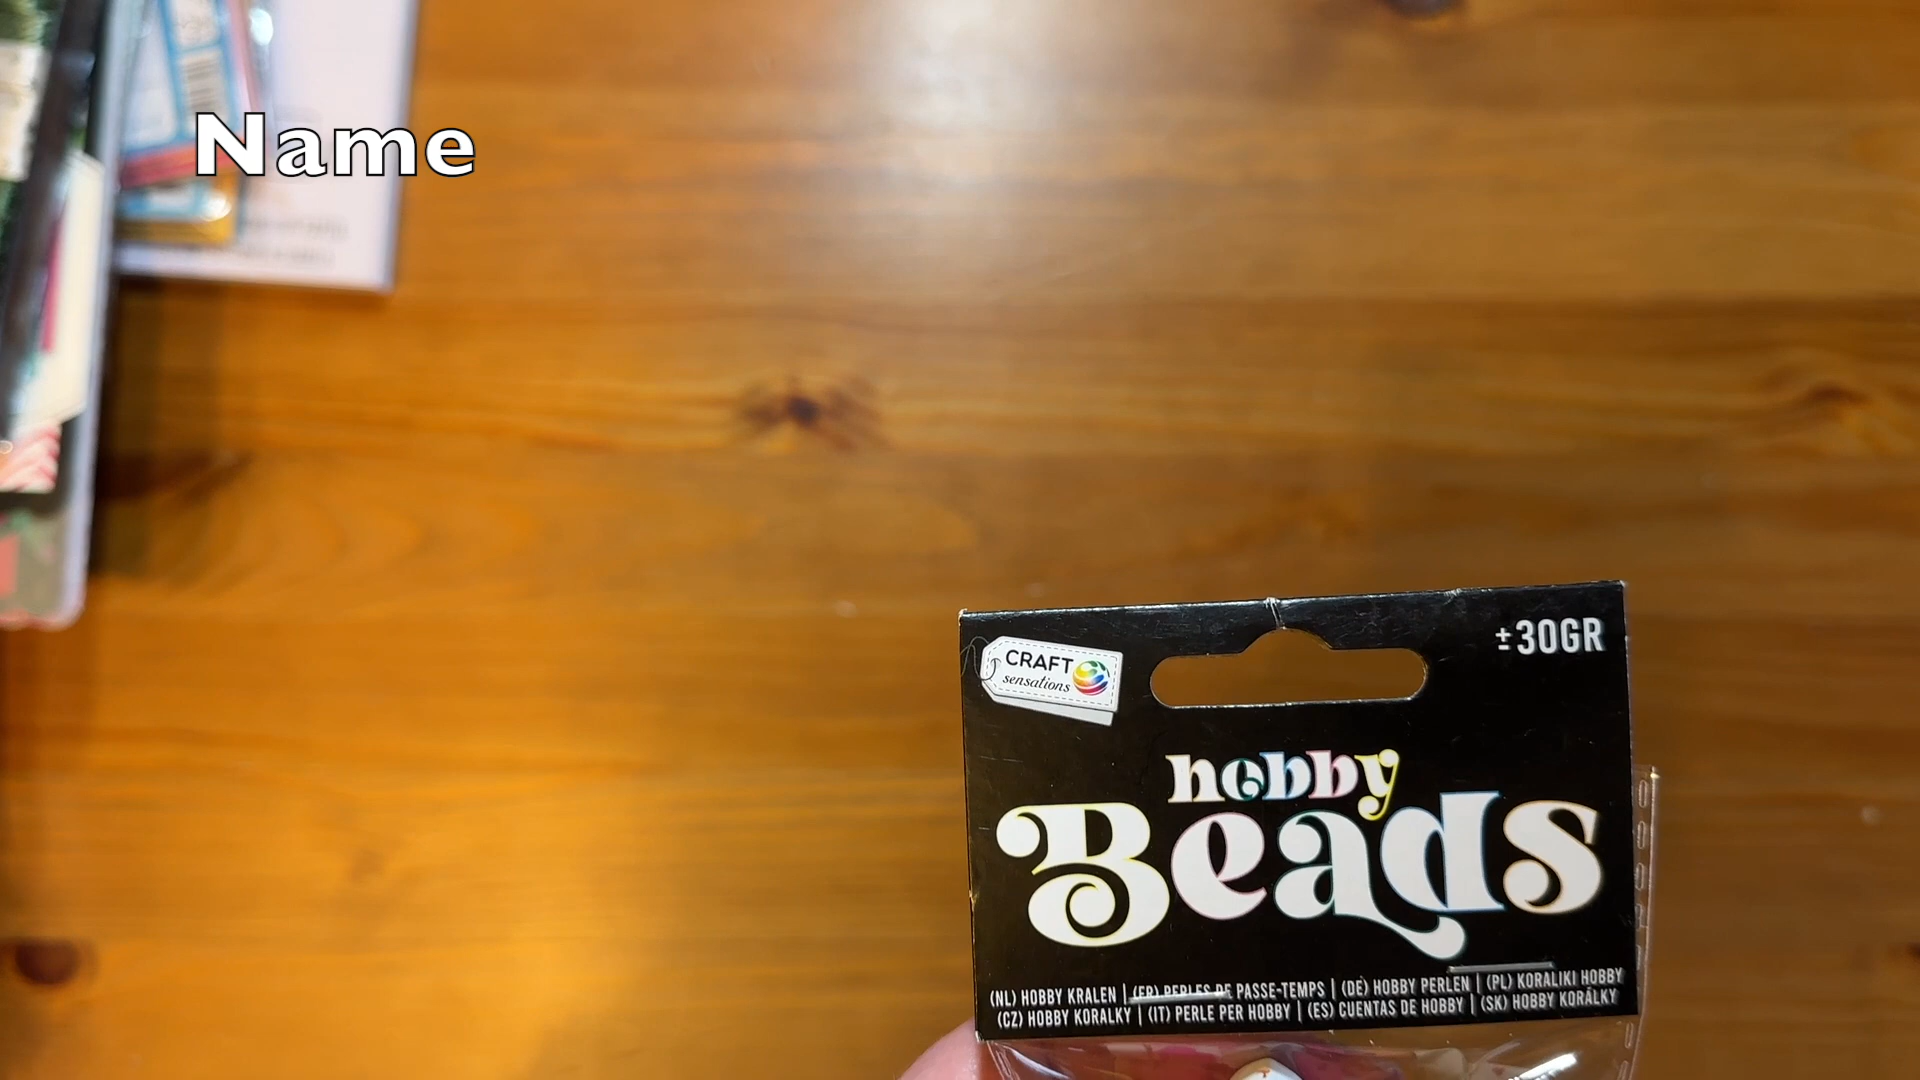 Name
CRAFT
sensations
±30GR
hobby
Beads
(NL) HOBBY KRALEN | (FR) PERLES DE PASSE-TEMPS | (DE) HOBBY PERLEN | (PL) KORALIKI HOBBY
(CZ) HOBBY KORALKY | (IT) PERLE PER HOBBY | (ES) CUENTAS DE HOBBY | (SK) HOBBY KORÁLKY